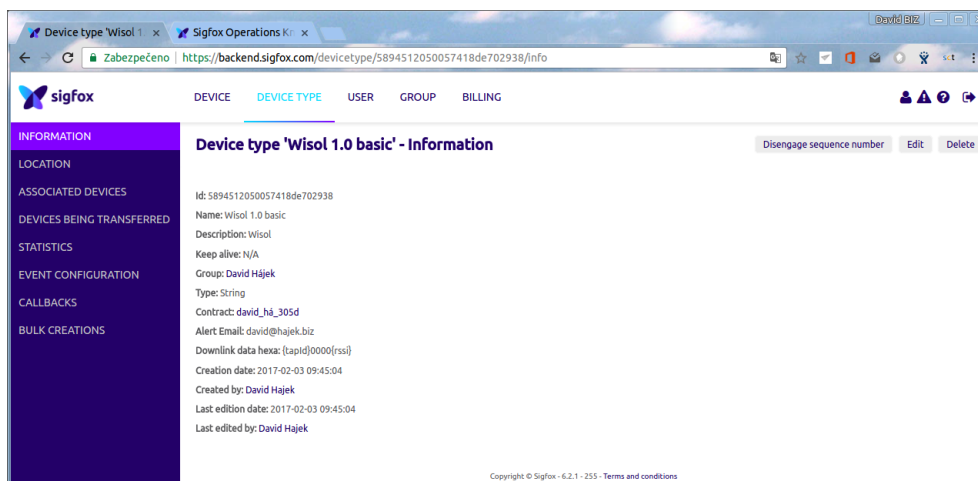 David BIZ
Device type 'Wisol 1
Sigfox Operations Kr
Zabezpečeno | https://backend.sigfox.com/devicetype/5894512050057418de702938/info
sigfox
DEVICE DEVICE TYPE USER GROUP BILLING
INFORMATION
LOCATION
ASSOCIATED DEVICES
DEVICES BEING TRANSFERRED
STATISTICS
EVENT CONFIGURATION
CALLBACKS
BULK CREATIONS
Device type 'Wisol 1.0 basic' - Information
Disengage sequence number Edit Delete
Id: 5894512050057418de702938
Name: Wisol 1.0 basic
Description: Wisol
Keep alive: N/A
Group: David Hájek
Type: String
Contract: david_há_305d
Alert Email: david@hajek.biz
Downlink data hexa: {tapId}0000{rssi}
Creation date: 2017-02-03 09:45:04
Created by: David Hajek
Last edition date: 2017-02-03 09:45:04
Last edited by: David Hajek
Copyright © Sigfox - 6.2.1 - 255 - Terms and conditions